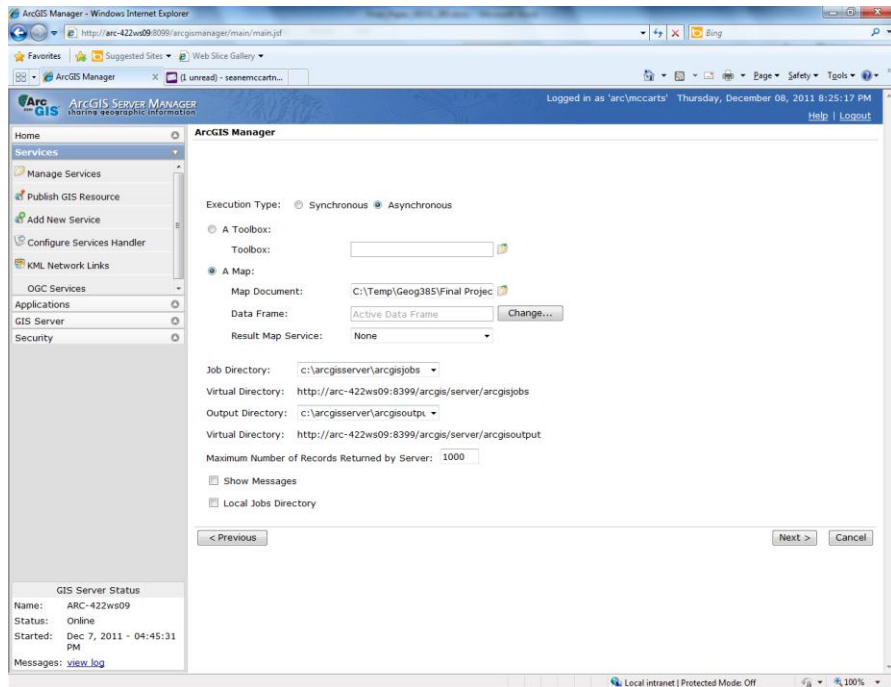 ArcGIS Manager - Windows Internet Explorer
http://arc-422ws09:8099/arcgismanager/main/main.jsf
Bing
Favorites Suggested Sites Web Slice Gallery
ArcGIS Manager
(1 unread) - seanemccartn...
Page Safety Tools
ArcGIS
ArcGIS Server Manager
sharing geographic information
Logged in as 'arc\mccarts' Thursday, December 08, 2011 8:25:17 PM
Help | Logout
Home
Services
Manage Services
Publish GIS Resource
Add New Service
Configure Services Handler
KML Network Links
OGC Services
Applications
GIS Server
Security
ArcGIS Manager
Execution Type: Synchronous Asynchronous
A Toolbox:
Toolbox:
A Map:
Map Document: C:\Temp\Geog385\Final Projec
Data Frame: Active Data Frame Change...
Result Map Service: None
Job Directory: c:\arcgisserver\arcgisjobs
Virtual Directory: http://arc-422ws09:8399/arcgis/server/arcgisjobs
Output Directory: c:\arcgisserver\arcgisoutpu
Virtual Directory: http://arc-422ws09:8399/arcgis/server/arcgisoutput
Maximum Number of Records Returned by Server: 1000
Show Messages
Local Jobs Directory
< Previous Next > Cancel
GIS Server Status
Name: ARC-422ws09
Status: Online
Started: Dec 7, 2011 - 04:45:31
PM
Messages: view log
Local intranet | Protected Mode: Off
100%